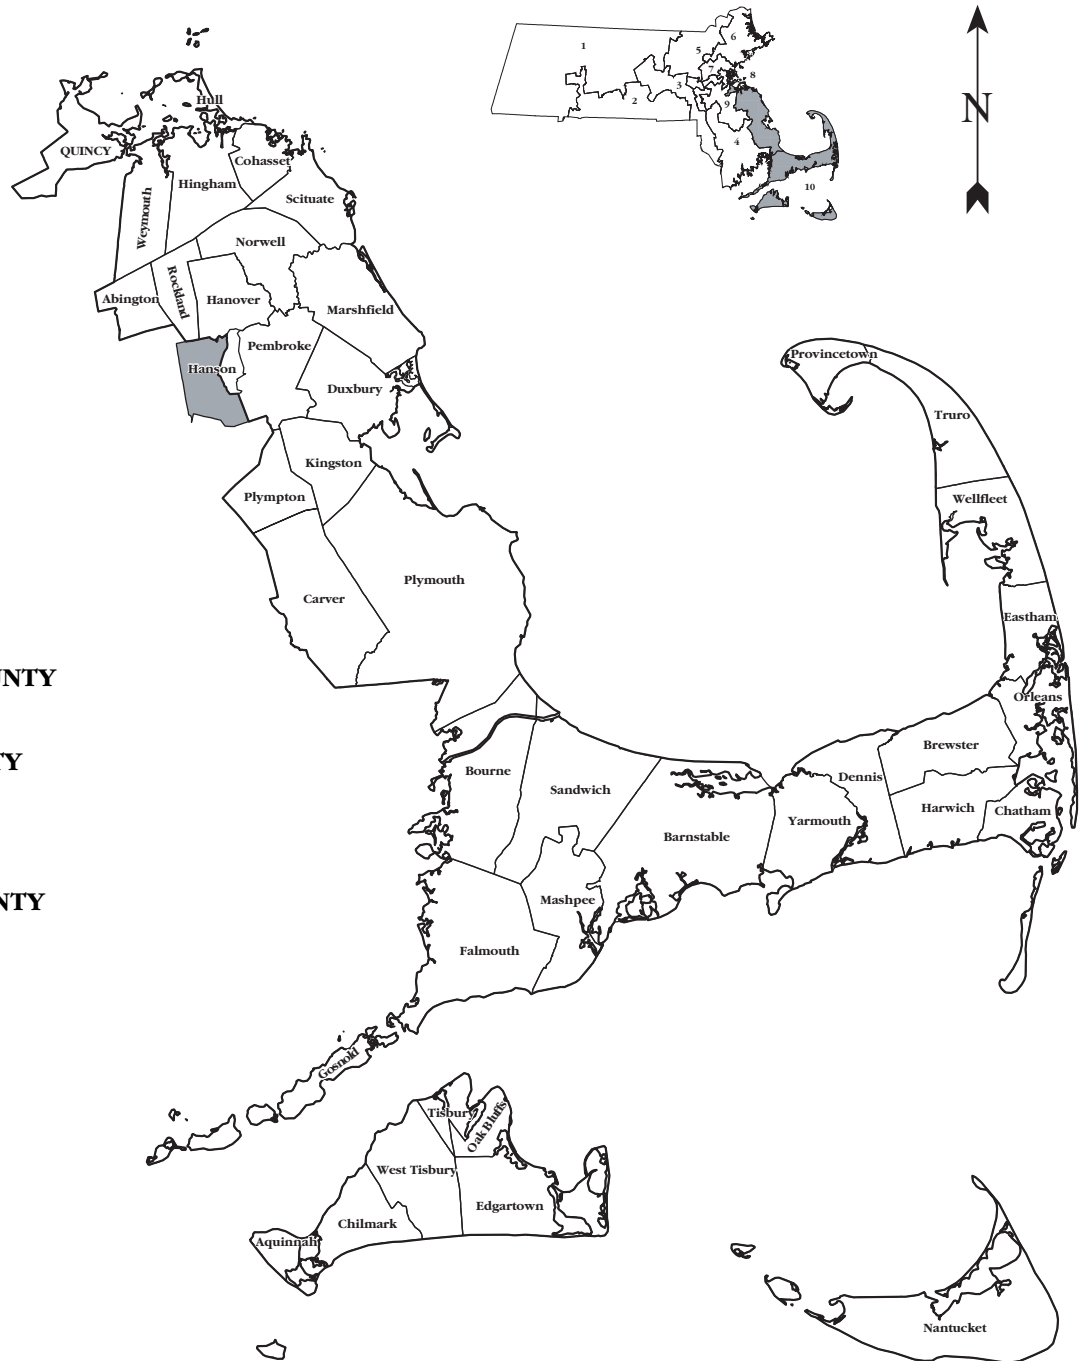 1
2
3
4
5
6
7
8
9
10
N
Hull
QUINCY
Cohasset
Hingham
Weymouth
Scituate
Norwell
Rockland
Abington
Hanover
Marshfield
Pembroke
Hanson
Duxbury
Kingston
Plympton
Plymouth
Carver
Provincetown
Truro
Wellfleet
Eastham
Orleans
Brewster
Dennis
Harwich
Chatham
Yarmouth
Barnstable
Sandwich
Bourne
Mashpee
Falmouth
UNTY
TY
NTY
Gosnold
Tisbury
Oak Bluffs
West Tisbury
Edgartown
Chilmark
Aquinnah
Nantucket